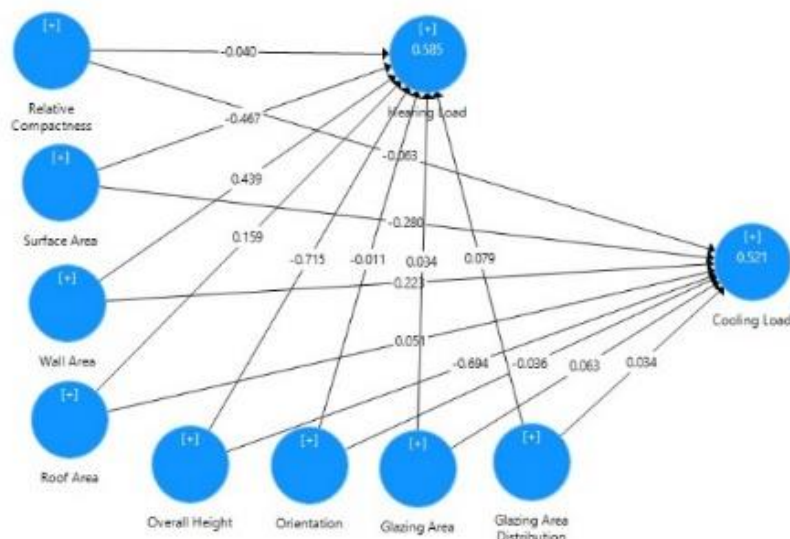 [+]
Relative
Compactness
[+]
0.585
Hearing Load
-0.040
-0.467
[+]
Surface Area
-0.063
0.439
0.159
-0.280
[+]
Wall Area
-0.715
-0.011
0.034
0.079
-0.223
[+]
0.521
Cooling Load
[+]
Roof Area
0.051
-0.694
-0.036
0.063
0.034
[+]
Overall Height
[+]
Orientation
[+]
Glazing Area
[+]
Glazing Area
Distribution